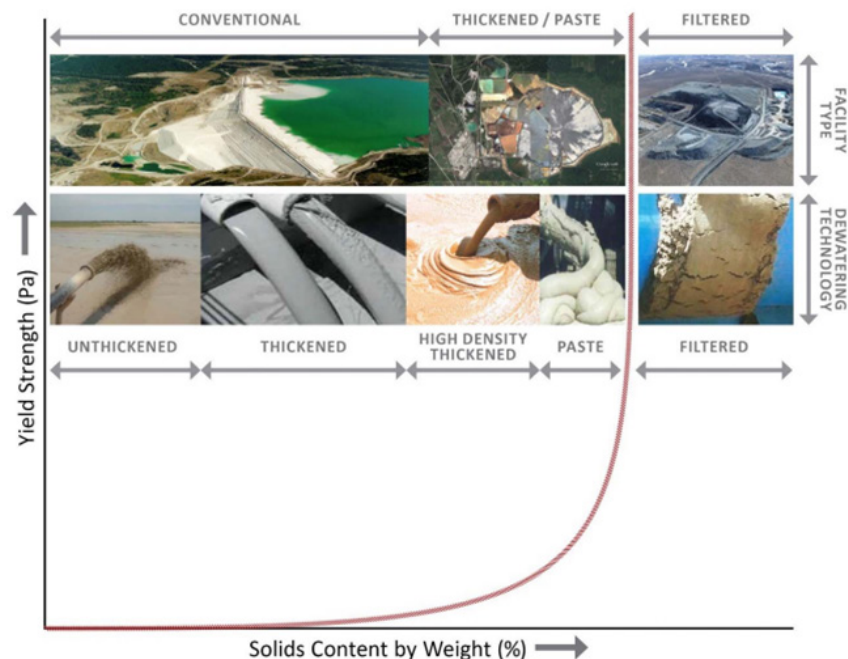 CONVENTIONAL
THICKENED / PASTE
FILTERED
FACILITY
TYPE
DEWATERING
TECHNOLOGY
UNTHICKENED
THICKENED
HIGH DENSITY
THICKENED
PASTE
FILTERED
Yield Strength (Pa)
Solids Content by Weight (%)